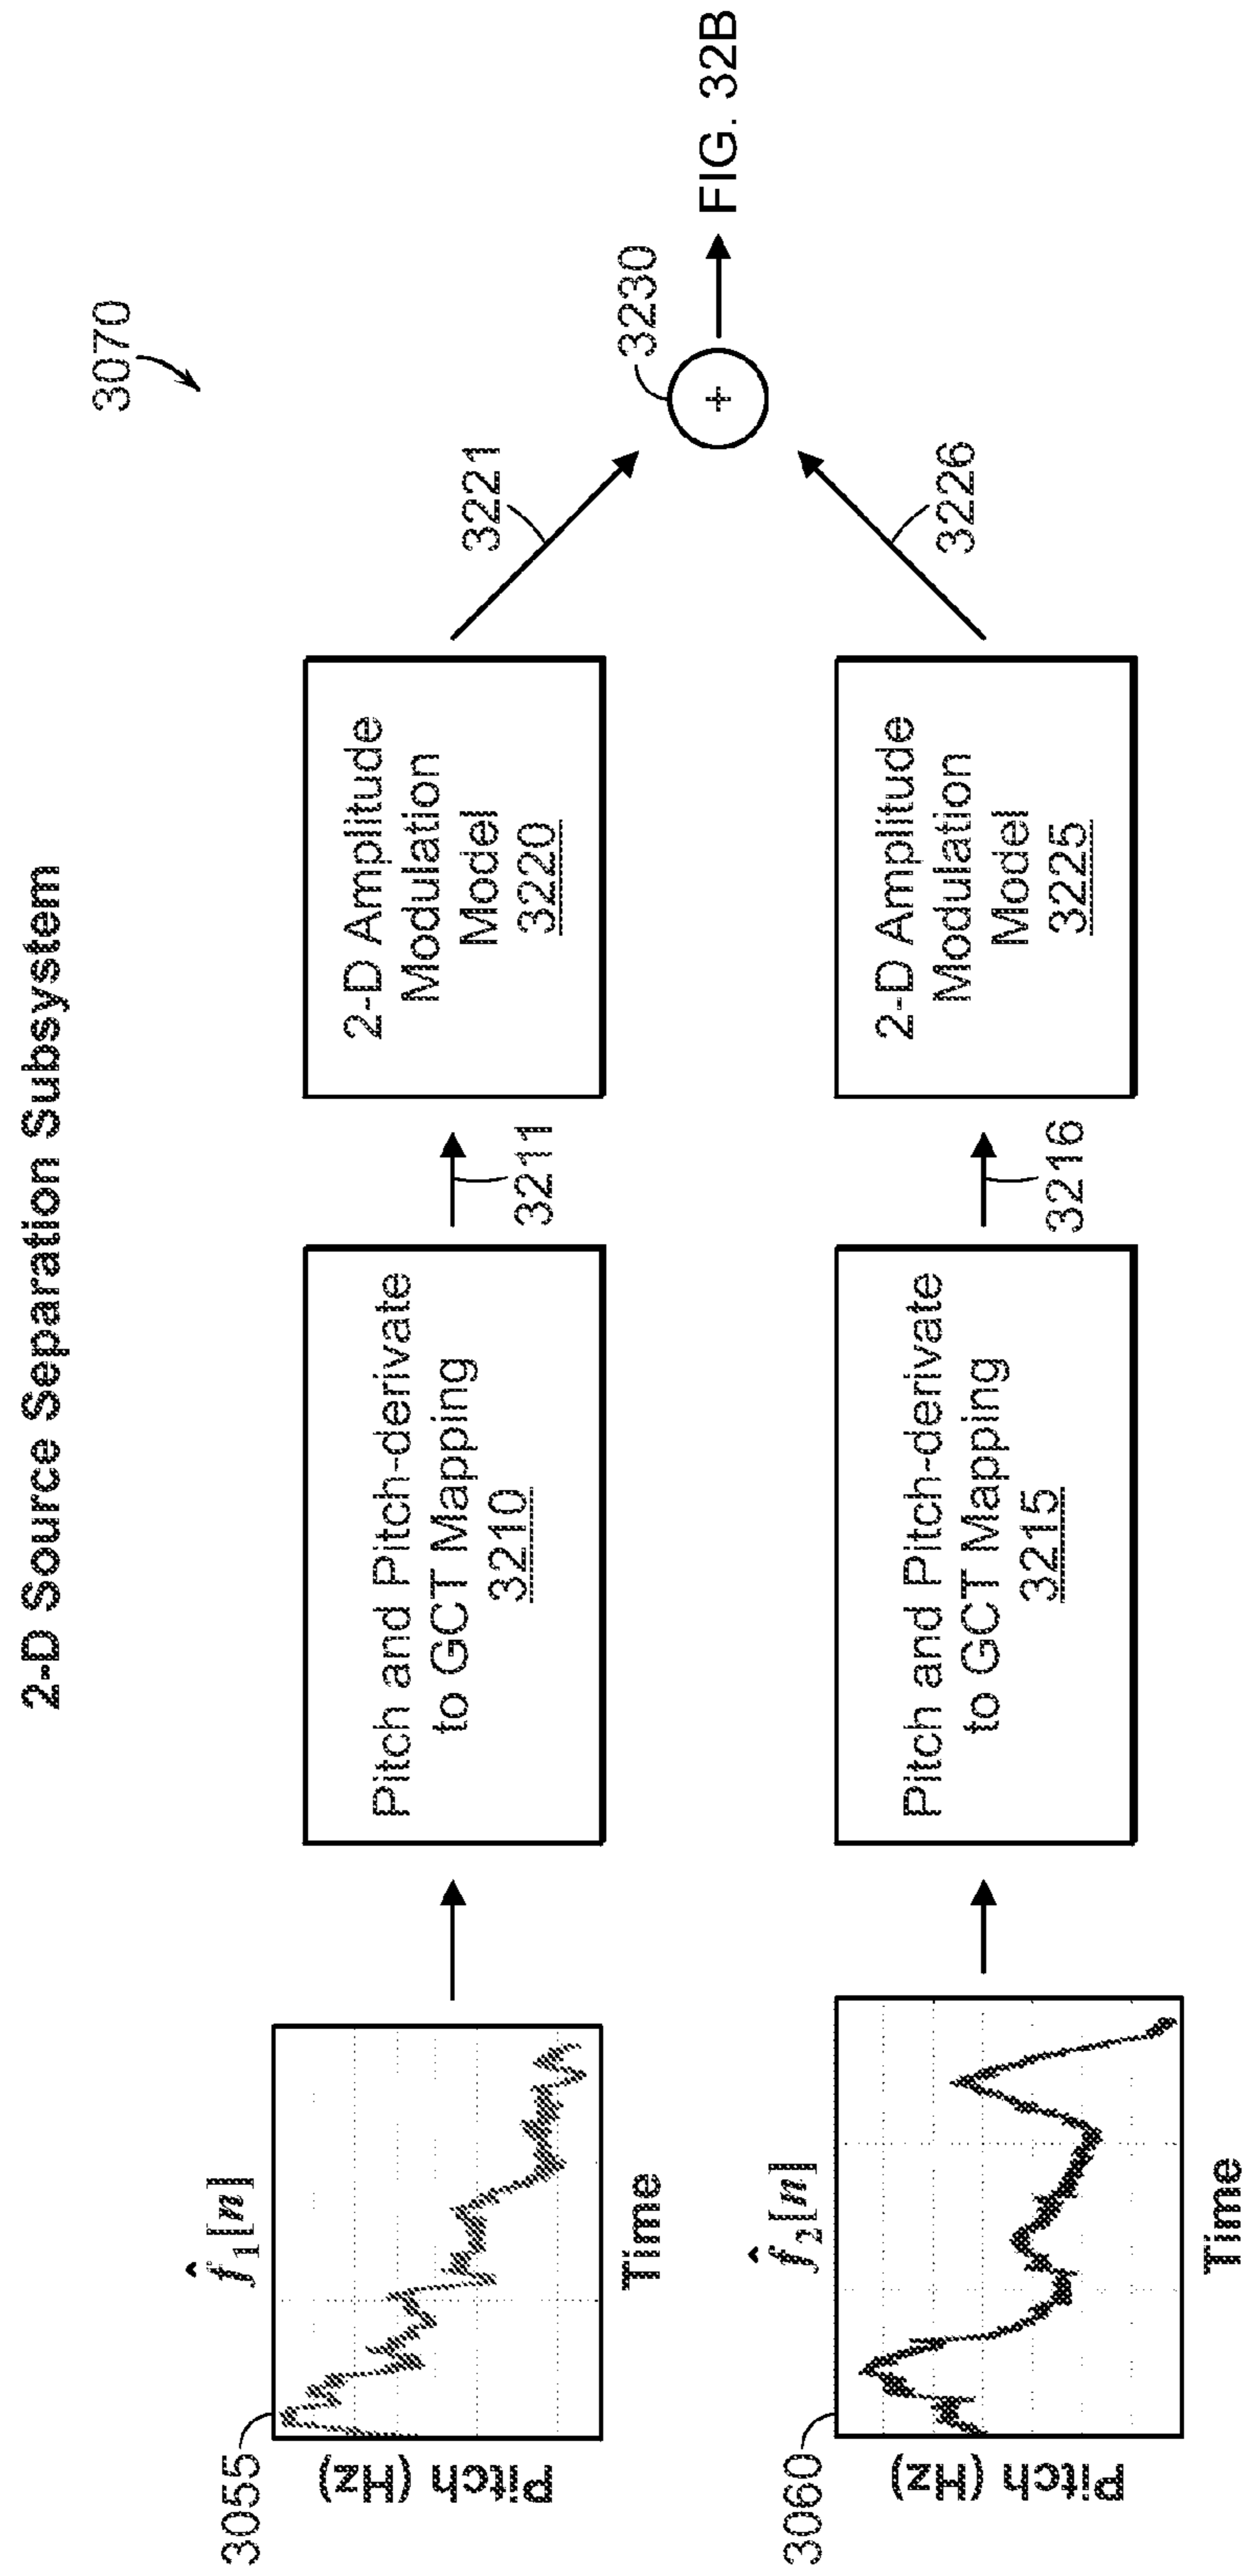 2-D Source Separation Subsystem
3070
3055
f̂₁[n]
Pitch (Hz)
Time
Pitch and Pitch-derivate
to GCT Mapping
3210
3211
2-D Amplitude
Modulation
Model
3220
3221
3230
+
FIG. 32B
3060
f̂₂[n]
Pitch (Hz)
Time
Pitch and Pitch-derivate
to GCT Mapping
3215
3216
2-D Amplitude
Modulation
Model
3225
3226